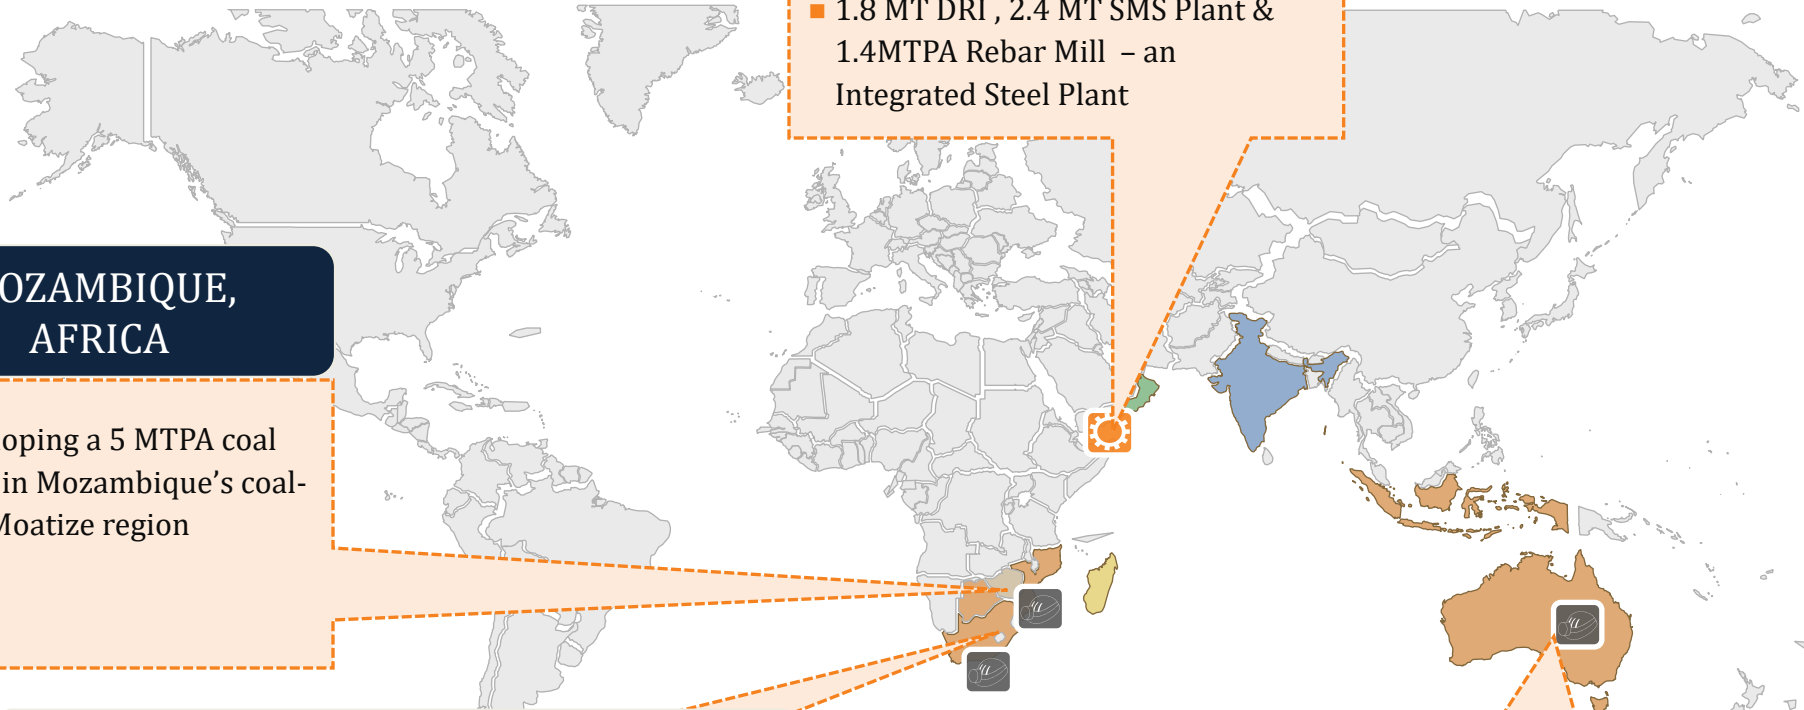 1.8 MT DRI , 2.4 MT SMS Plant &
1.4MTPA Rebar Mill – an
Integrated Steel Plant
OZAMBIQUE,
AFRICA
oping a 5 MTPA coal
in Mozambique's coal-
Moatize region